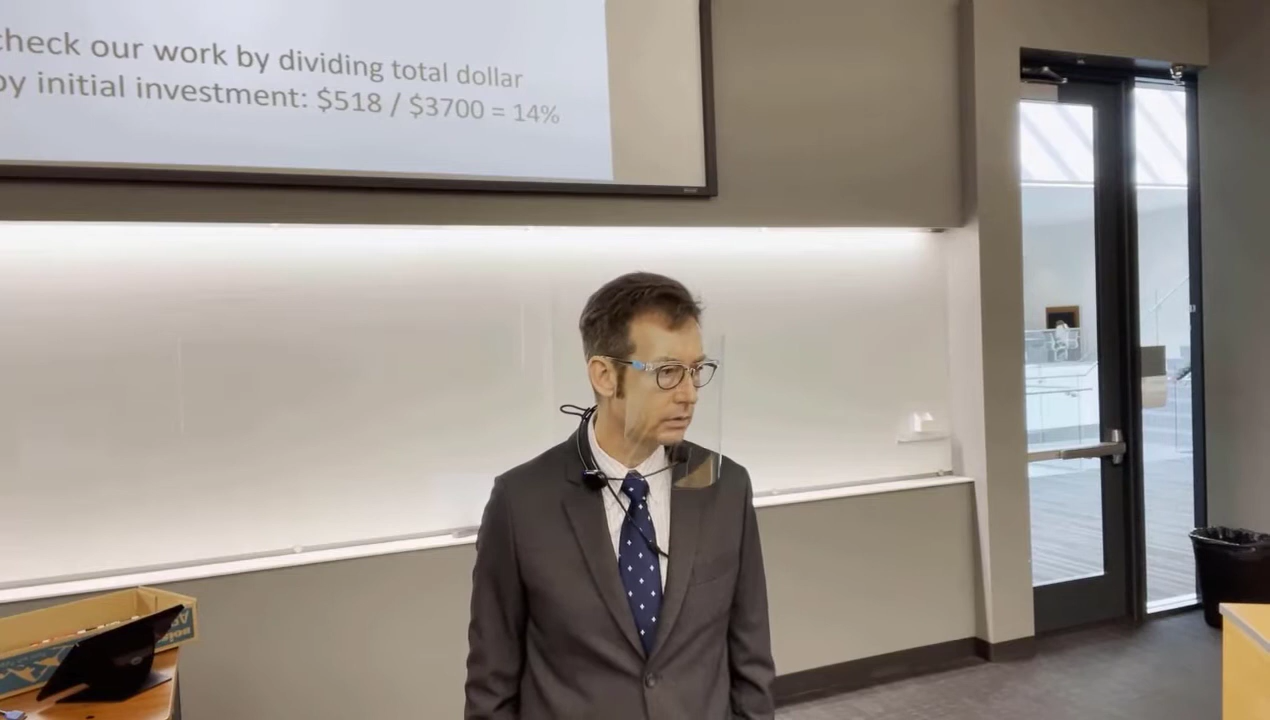 check our work by dividing total dollar
by initial investment: $518 / $3700 = 14%